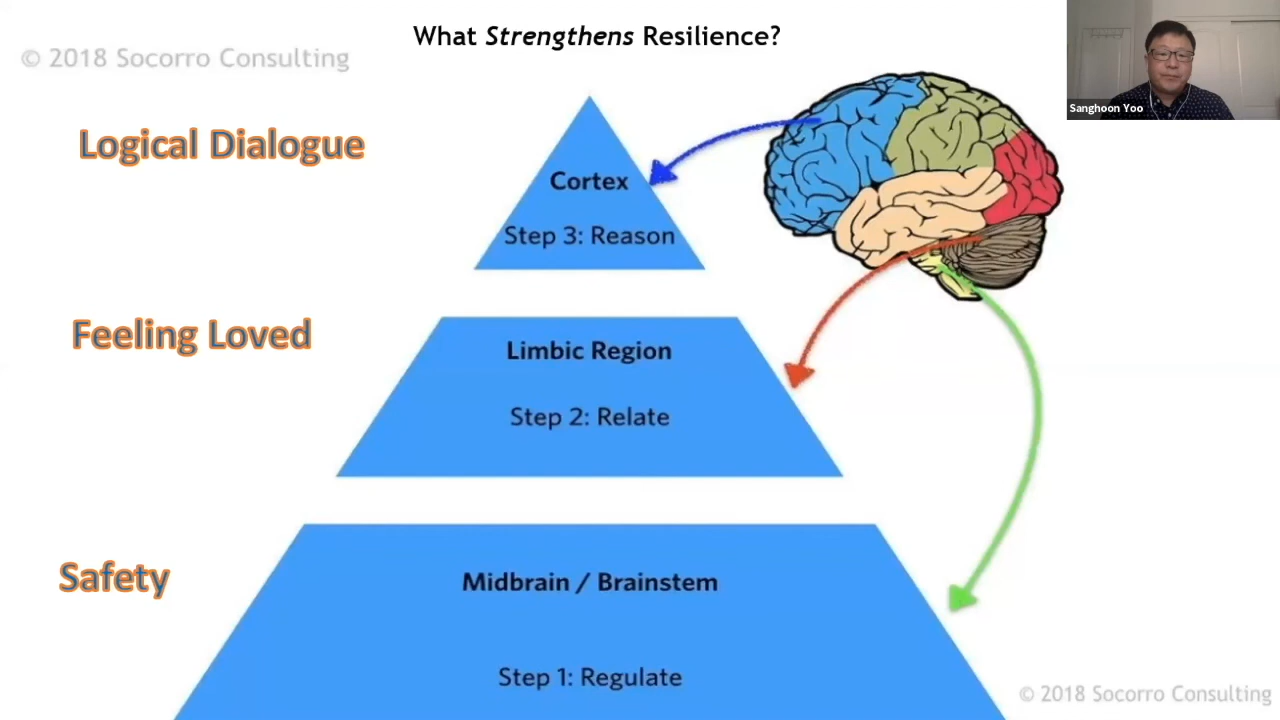 What Strengthens Resilience?
© 2018 Socorro Consulting
Sanghoon Yoo
Logical Dialogue
Cortex
Step 3: Reason
Feeling Loved
Limbic Region
Step 2: Relate
Safety
Midbrain / Brainstem
Step 1: Regulate
© 2018 Socorro Consulting